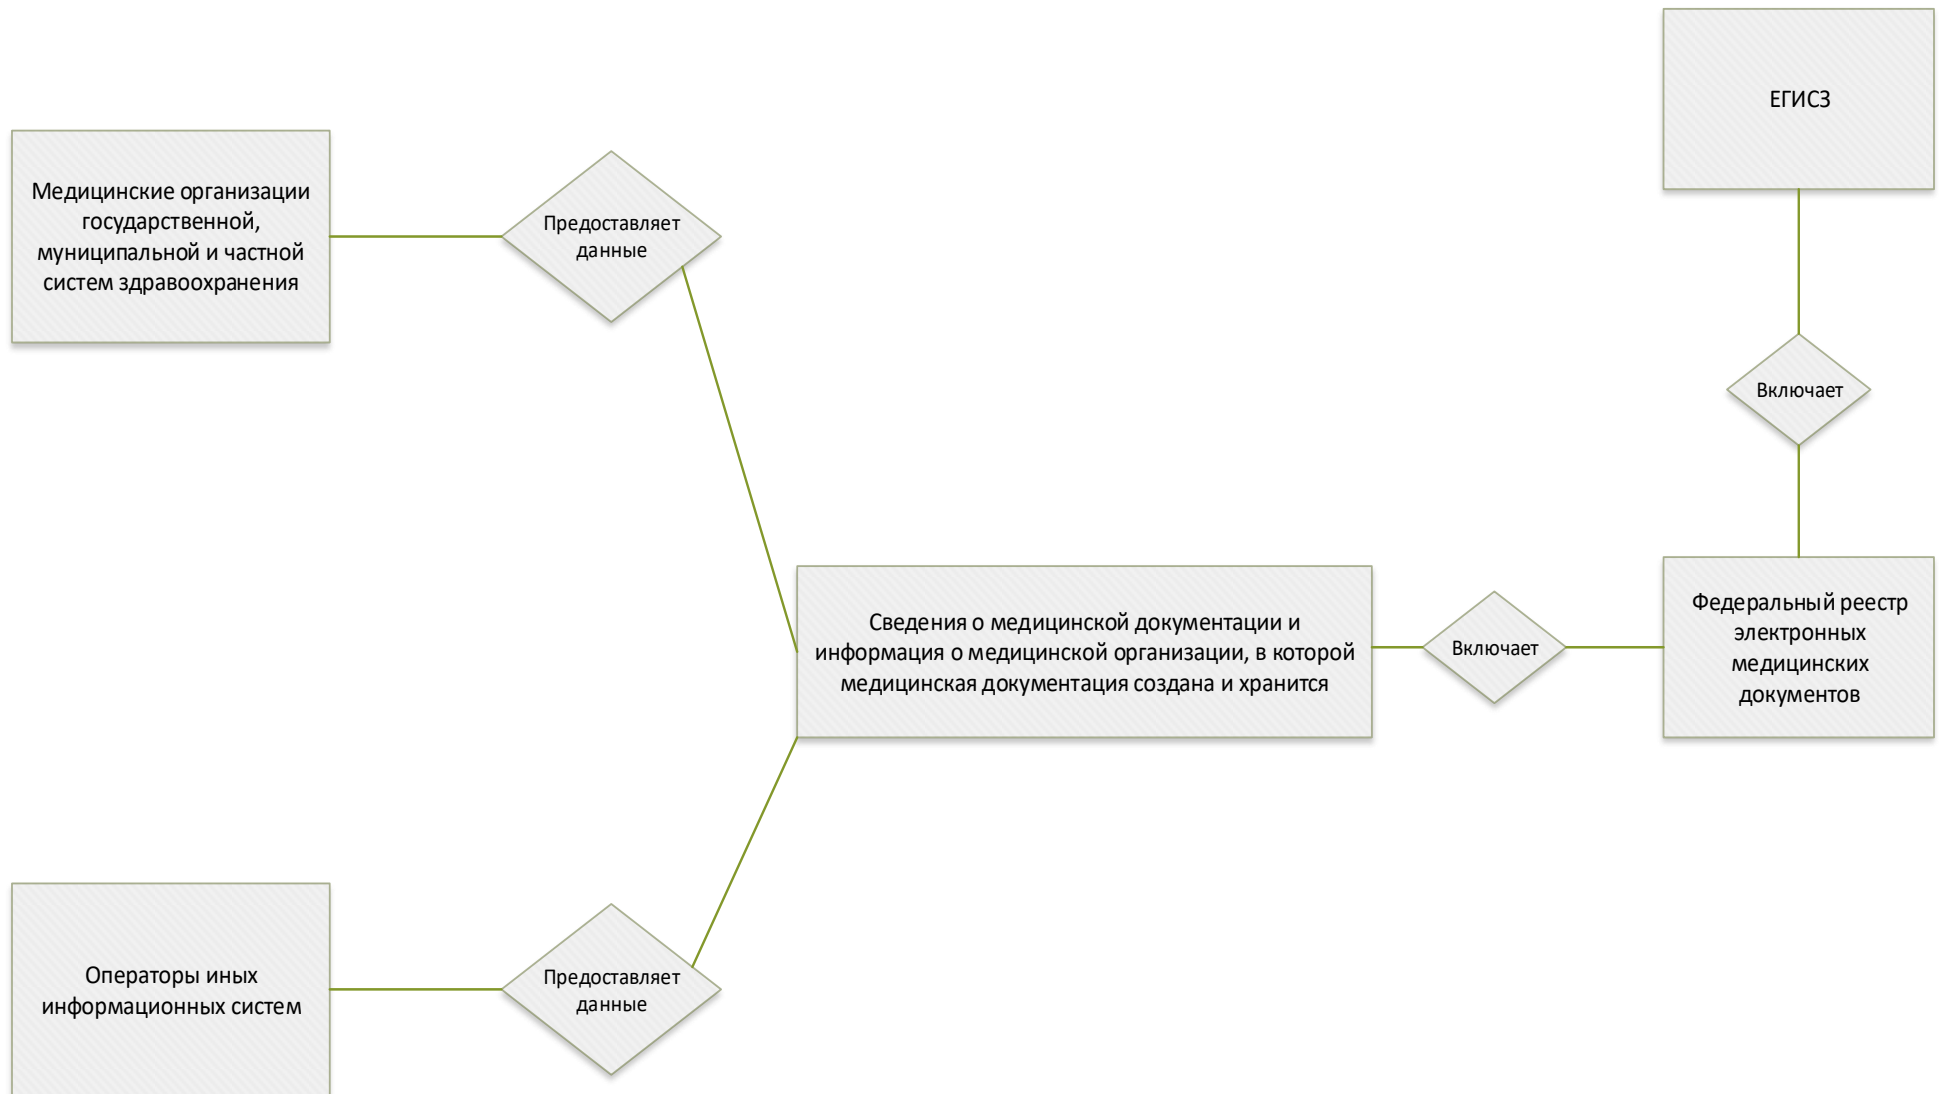 ЕГИСЗ
Медицинские организации
государственной,
муниципальной и частной
систем здравоохранения
Предоставляет
данные
Включает
Сведения о медицинской документации и
информация о медицинской организации, в которой
медицинская документация создана и хранится
Включает
Федеральный реестр
электронных
медицинских
документов
Операторы иных
информационных систем
Предоставляет
данные